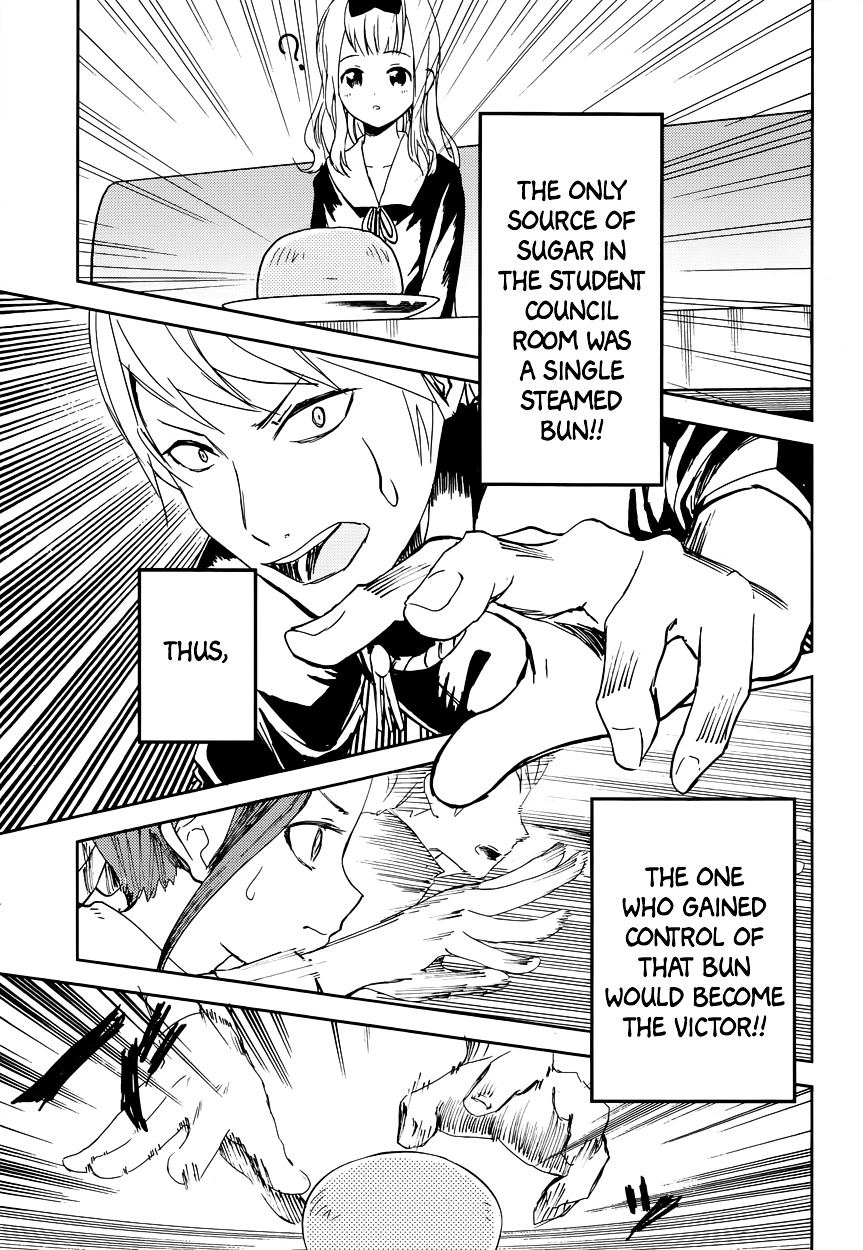 ?
THE ONLY
SOURCE OF
SUGAR IN
THE STUDENT
COUNCIL
ROOM WAS
A SINGLE
STEAMED
BUN!!
THUS,
THE ONE
WHO GAINED
CONTROL OF
THAT BUN
WOULD BECOME
THE VICTOR!!